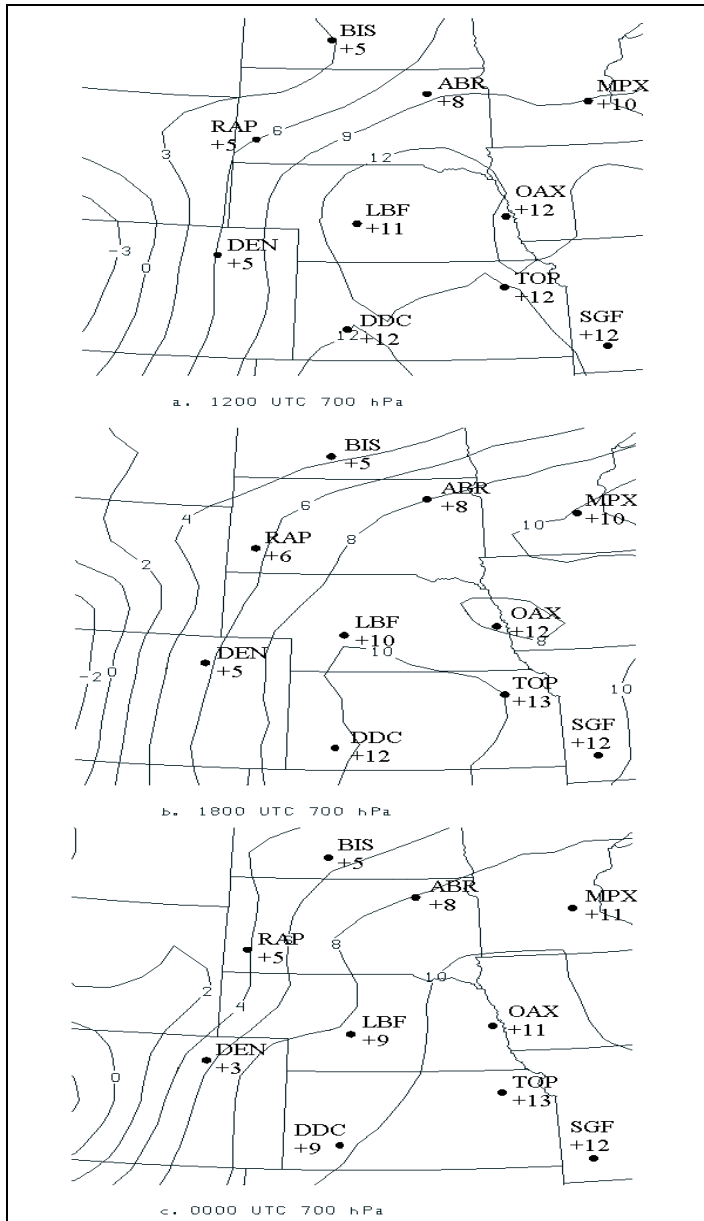 BIS
+5
ABR
+8
MPX
+10
RAP
+5
6
9
3
12
LBF
+11
OAX
+12
DEN
+5
-3
0
TOP
+12
DDC
+12
12
SGF
+12
a. 1200 UTC 700 hPa
BIS
+5
4
6
ABR
+8
MPX
+10
10
RAP
+6
8
2
LBF
+10
OAX
+12
8
DEN
+5
-2
0
10
TOP
+13
10
DDC
+12
SGF
+12
b. 1800 UTC 700 hPa
BIS
+5
ABR
+8
MPX
+11
RAP
+5
6
8
2
4
10
LBF
+9
OAX
+11
DEN
+3
0
TOP
+13
DDC
+9
SGF
+12
c. 0000 UTC 700 hPa